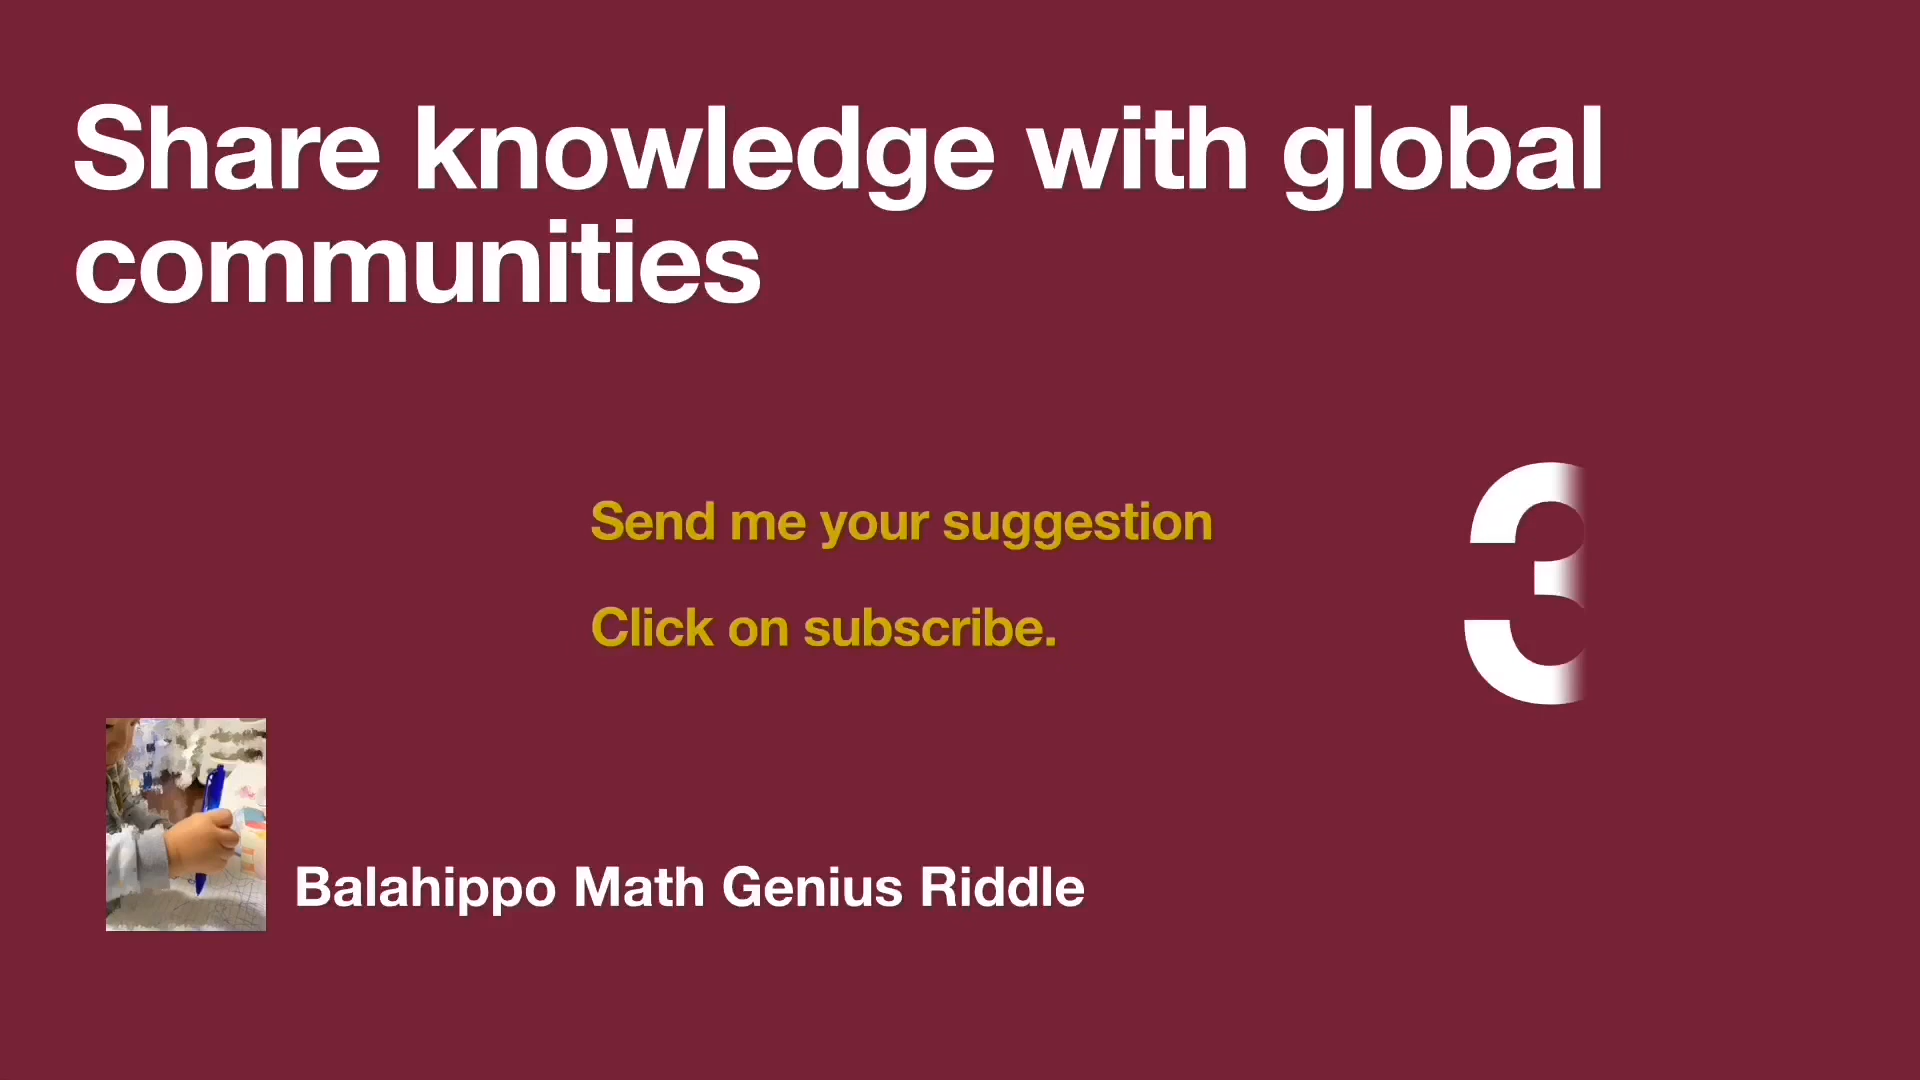 Share knowledge with global
communities
Send me your suggestion
3
Click on subscribe.
Balahippo Math Genius Riddle